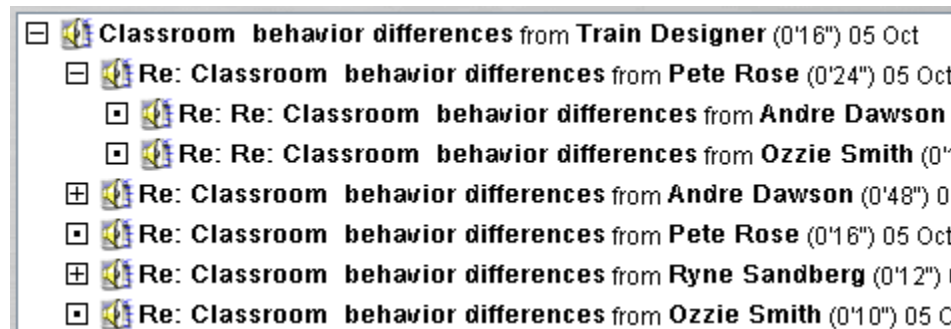 Classroom behavior differences from Train Designer (0'16") 05 Oct
Re: Classroom behavior differences from Pete Rose (0'24") 05 Oct
Re: Re: Classroom behavior differences from Andre Dawson
Re: Re: Classroom behavior differences from Ozzie Smith (0'
Re: Classroom behavior differences from Andre Dawson (0'48") 0
Re: Classroom behavior differences from Pete Rose (0'16") 05 Oct
Re: Classroom behavior differences from Ryne Sandberg (0'12")
Re: Classroom behavior differences from Ozzie Smith (0'10") 05